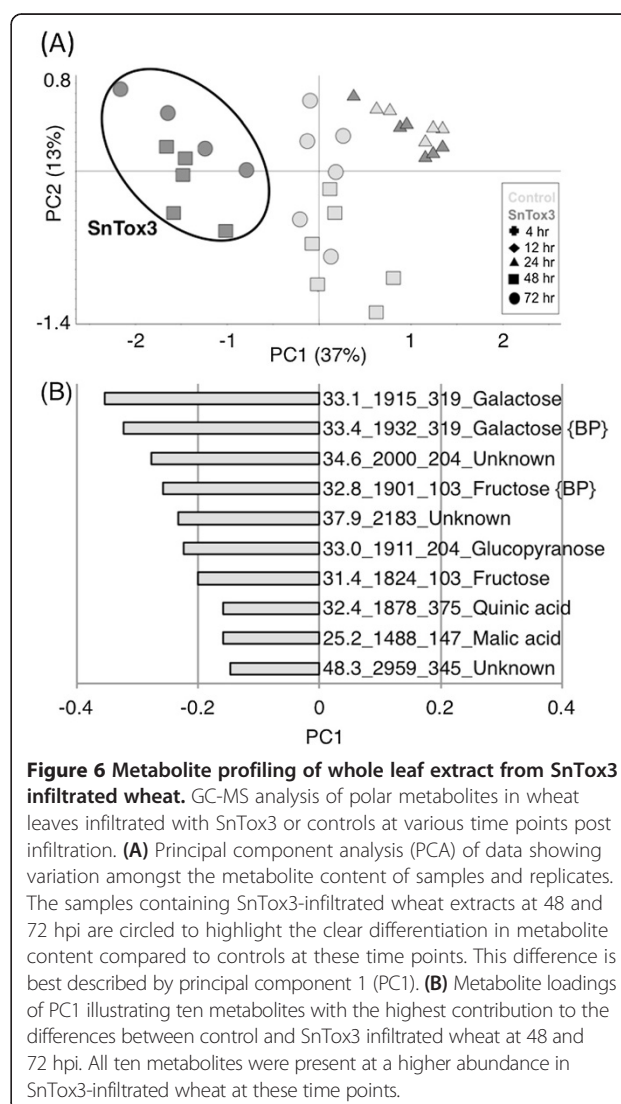 (A)
0.8
PC2 (13%)
-1.4
SnTox3
Control
SnTox3
4 hr
12 hr
24 hr
48 hr
72 hr
-2
-1
1
2
PC1 (37%)
(B)
33.1_1915_319_Galactose
33.4_1932_319_Galactose {BP}
34.6_2000_204_Unknown
32.8_1901_103_Fructose {BP}
37.9_2183_Unknown
33.0_1911_204_Glucopyranose
31.4_1824_103_Fructose
32.4_1878_375_Quinic acid
25.2_1488_147_Malic acid
48.3_2959_345_Unknown
-0.4
-0.2
0
0.2
0.4
PC1
Figure 6 Metabolite profiling of whole leaf extract from SnTox3
infiltrated wheat. GC-MS analysis of polar metabolites in wheat
leaves infiltrated with SnTox3 or controls at various time points post
infiltration. (A) Principal component analysis (PCA) of data showing
variation amongst the metabolite content of samples and replicates.
The samples containing SnTox3-infiltrated wheat extracts at 48 and
72 hpi are circled to highlight the clear differentiation in metabolite
content compared to controls at these time points. This difference is
best described by principal component 1 (PC1). (B) Metabolite loadings
of PC1 illustrating ten metabolites with the highest contribution to the
differences between control and SnTox3 infiltrated wheat at 48 and
72 hpi. All ten metabolites were present at a higher abundance in
SnTox3-infiltrated wheat at these time points.